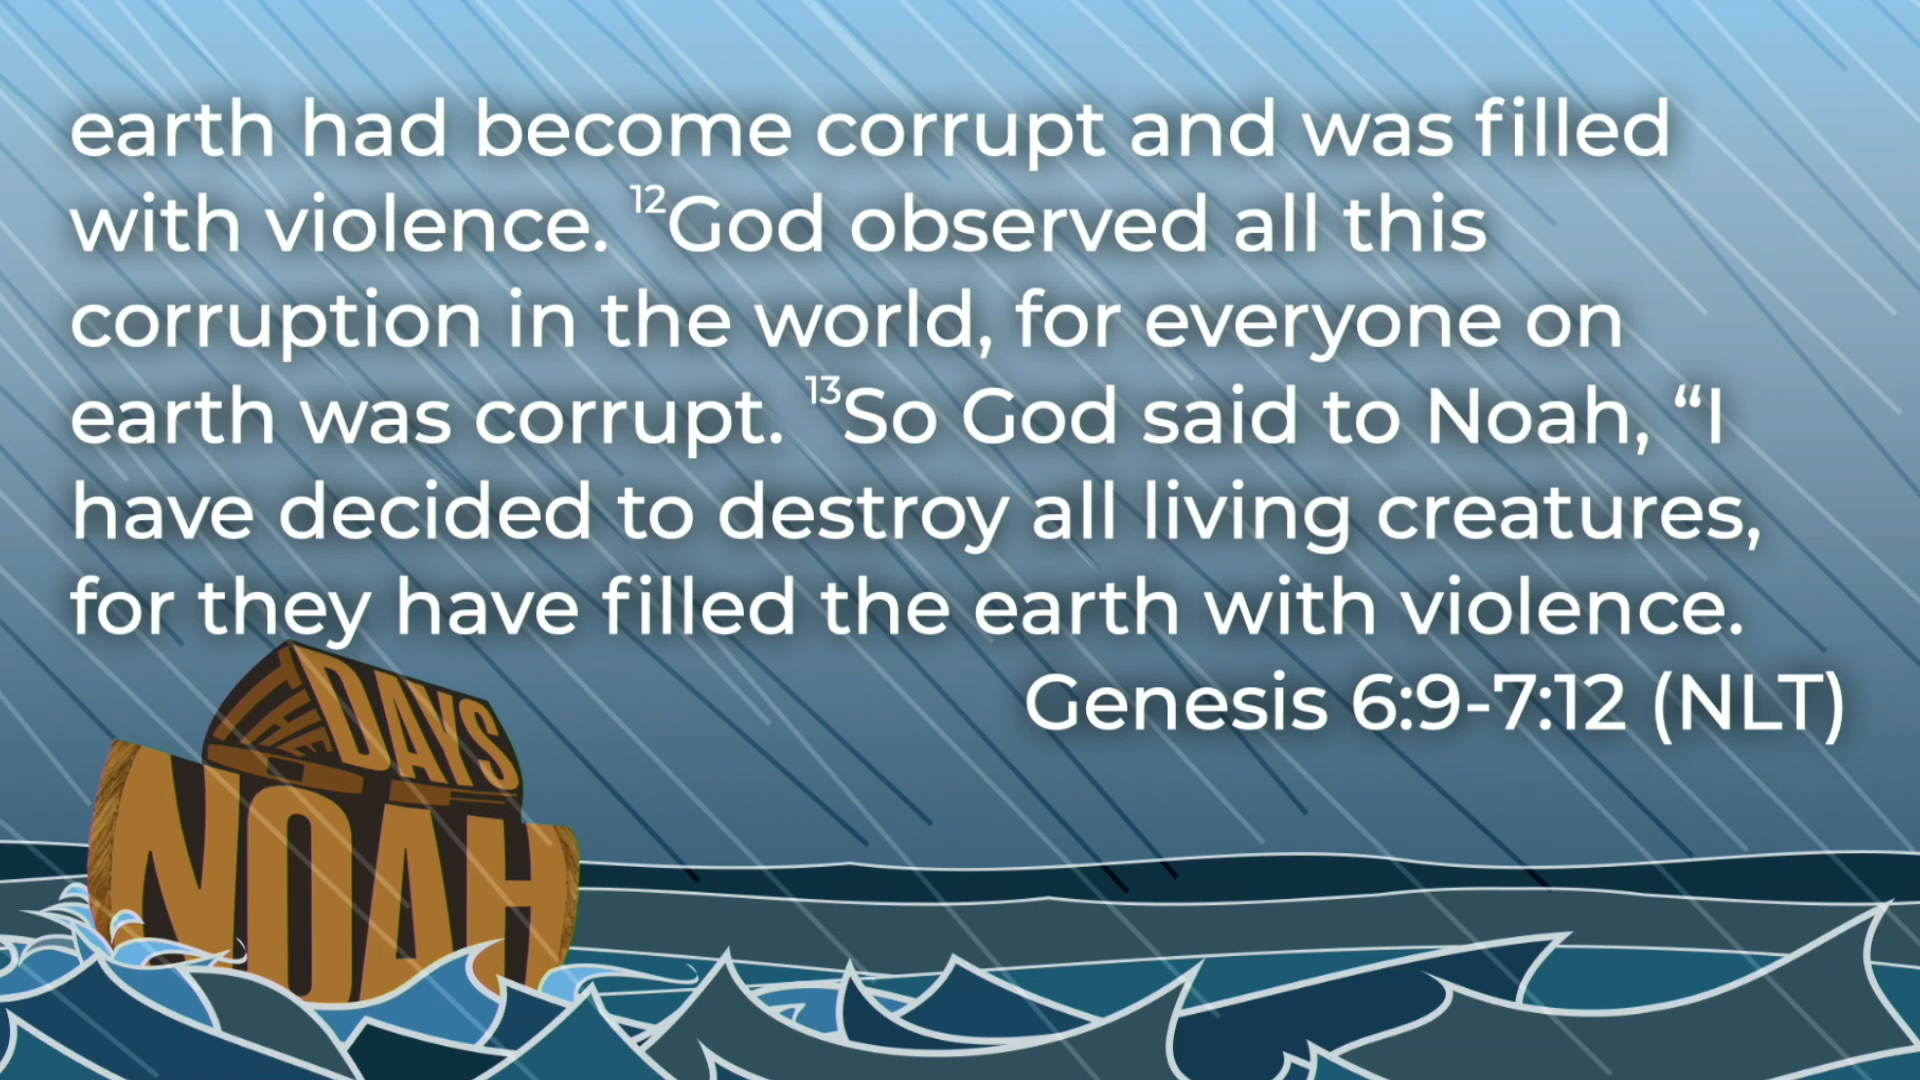 earth had become corrupt and was filled
with violence. ¹²God observed all this
corruption in the world, for everyone on
earth was corrupt. ¹³So God said to Noah, “I
have decided to destroy all living creatures,
for they have filled the earth with violence.
Genesis 6:9-7:12 (NLT)
THE DAYS
NOAH